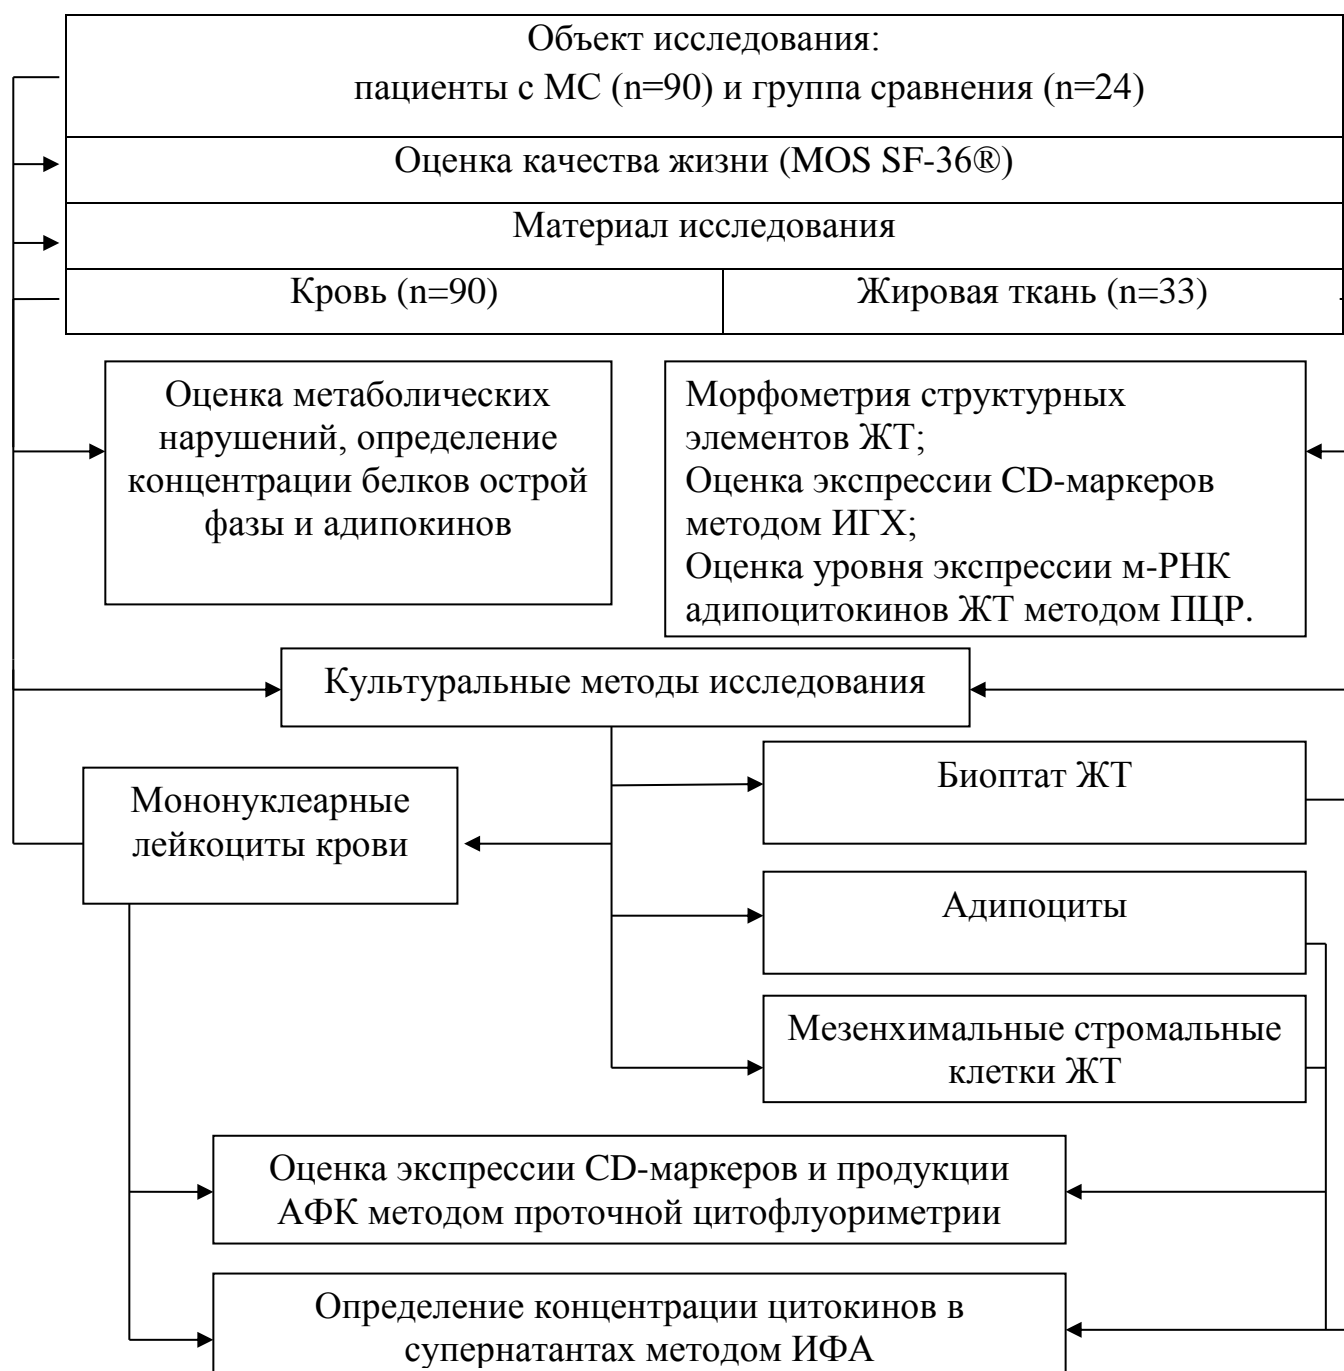 Объект исследования:
пациенты с МС (n=90) и группа сравнения (n=24)
Оценка качества жизни (MOS SF-36®)
Материал исследования
Кровь (n=90)
Жировая ткань (n=33)
Оценка метаболических
нарушений, определение
концентрации белков острой
фазы и адипокинов
Морфометрия структурных
элементов ЖТ;
Оценка экспрессии CD-маркеров
методом ИГХ;
Оценка уровня экспрессии м-РНК
адипоцитокинов ЖТ методом ПЦР.
Культуральные методы исследования
Мононуклеарные
лейкоциты крови
Биоптат ЖТ
Адипоциты
Мезенхимальные стромальные
клетки ЖТ
Оценка экспрессии CD-маркеров и продукции
АФК методом проточной цитофлуориметрии
Определение концентрации цитокинов в
супернатантах методом ИФА